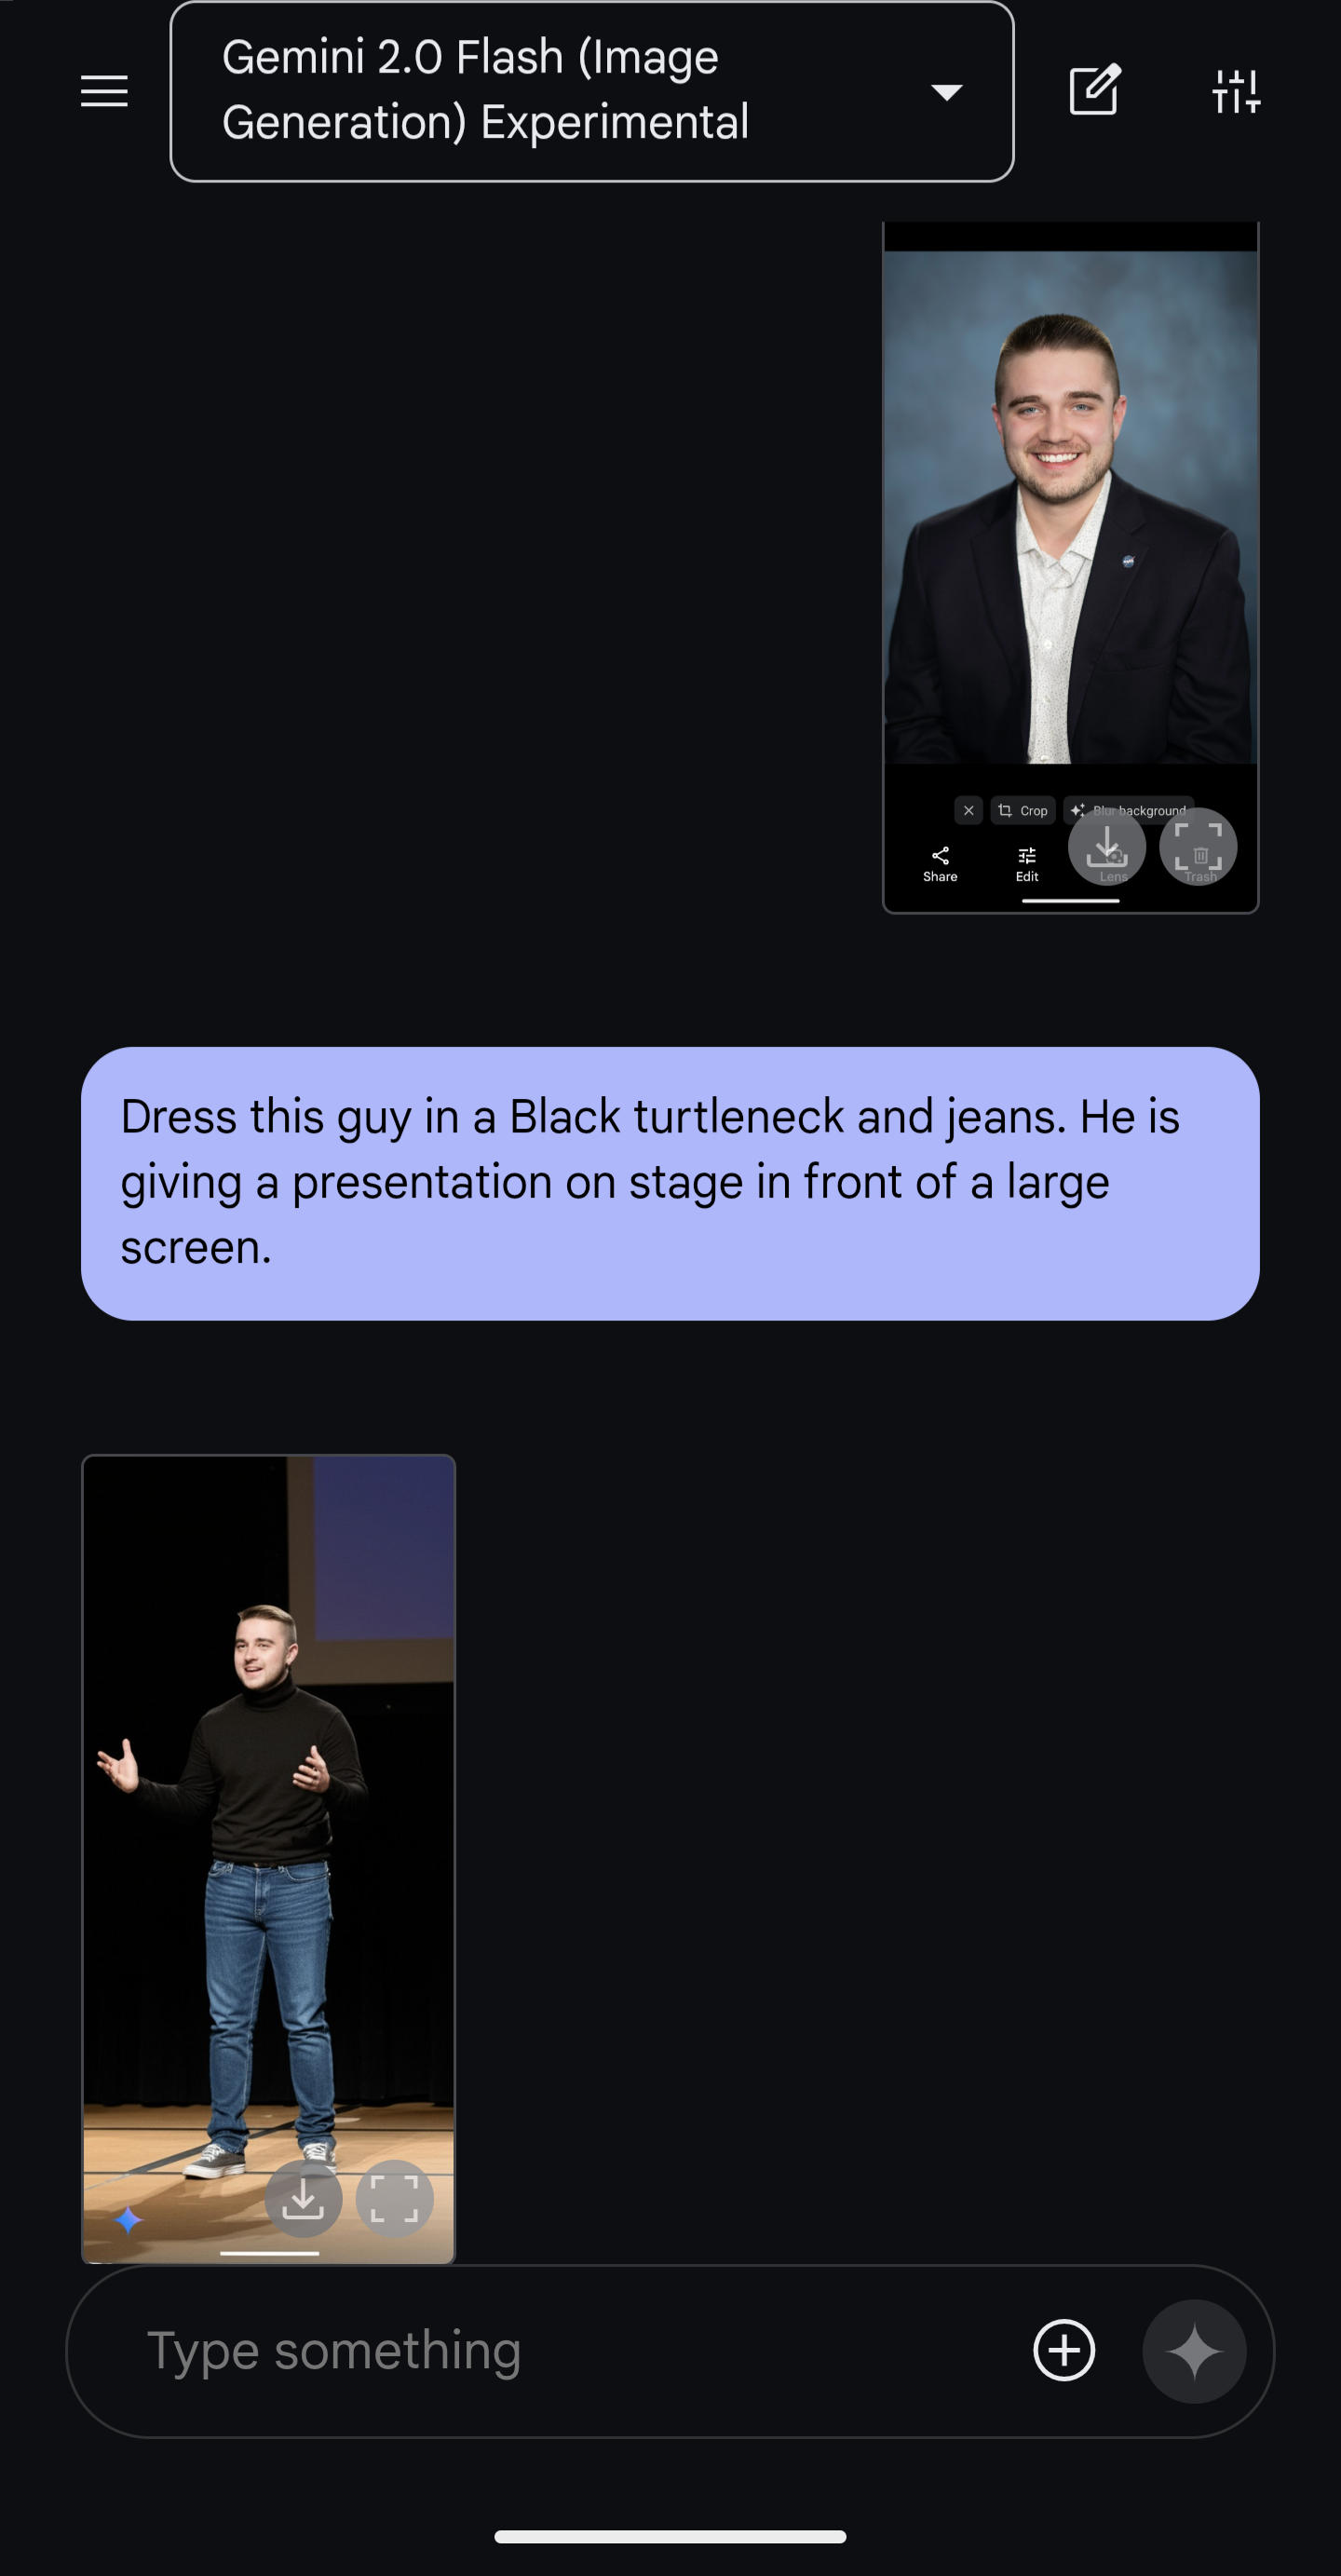 Gemini 2.0 Flash (Image
Generation) Experimental
Crop
Blur background
Share
Edit
Lens
Trash
Dress this guy in a Black turtleneck and jeans. He is
giving a presentation on stage in front of a large
screen.
Type something